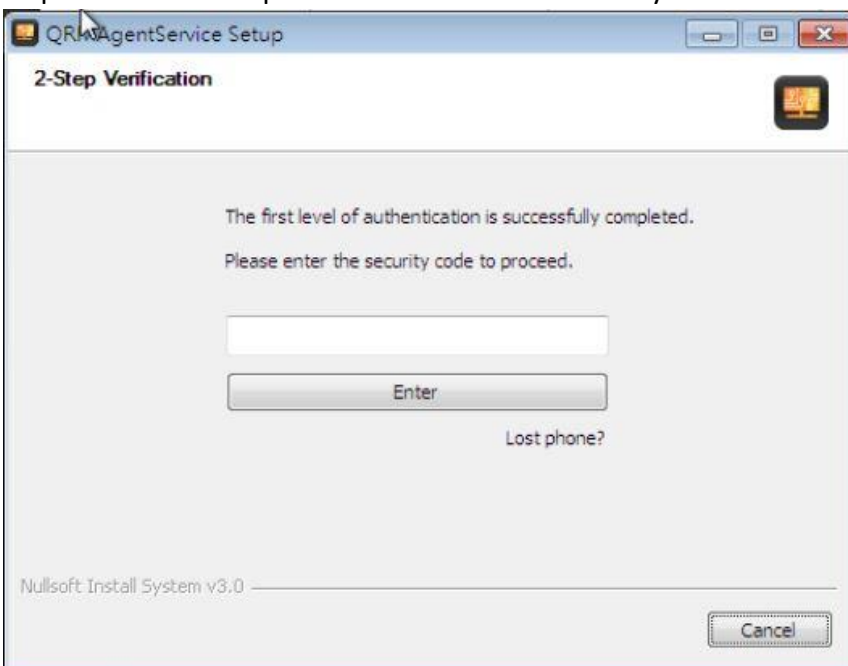 AgentService Setup
2-Step Verification
The first level of authentication is successfully completed.
Please enter the security code to proceed.
Enter
Lost phone?
Nullsoft Install System v3.0
Cancel